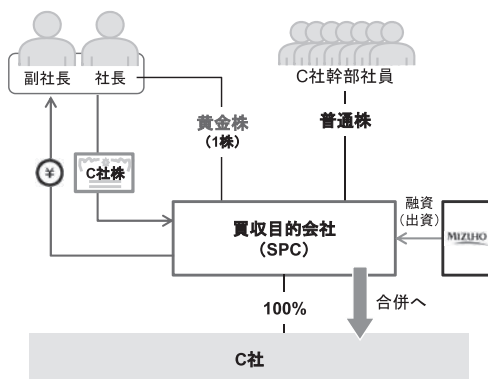 副社長 社長
C社幹部社員
黄金株
(1株)
普通株
¥
C社株
買収目的会社
(SPC)
融資
(出資)
MIZUHO
100%
合併へ
C社